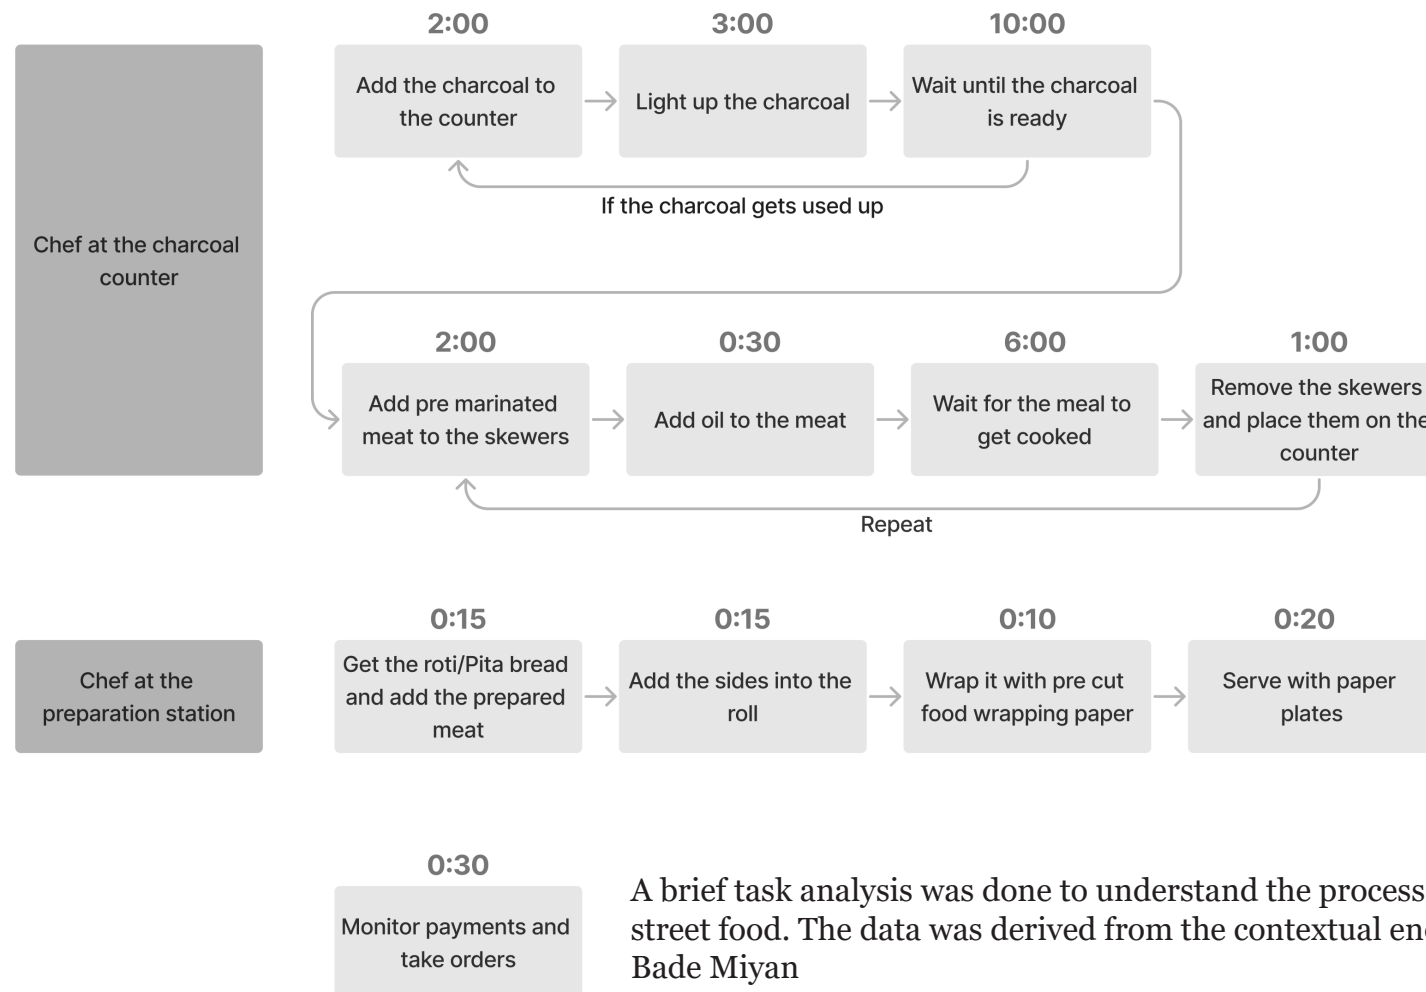 2:00
3:00
10:00
Add the charcoal to
the counter
Light up the charcoal
Wait until the charcoal
is ready
If the charcoal gets used up
Chef at the charcoal
counter
2:00
0:30
6:00
1:00
Add pre marinated
meat to the skewers
Add oil to the meat
Wait for the meal to
get cooked
Remove the skewers
and place them on the
counter
Repeat
0:15
0:15
0:10
0:20
Chef at the
preparation station
Get the roti/Pita bread
and add the prepared
meat
Add the sides into the
roll
Wrap it with pre cut
food wrapping paper
Serve with paper
plates
0:30
Monitor payments and
take orders
A brief task analysis was done to understand the process
street food. The data was derived from the contextual
Bade Miyan